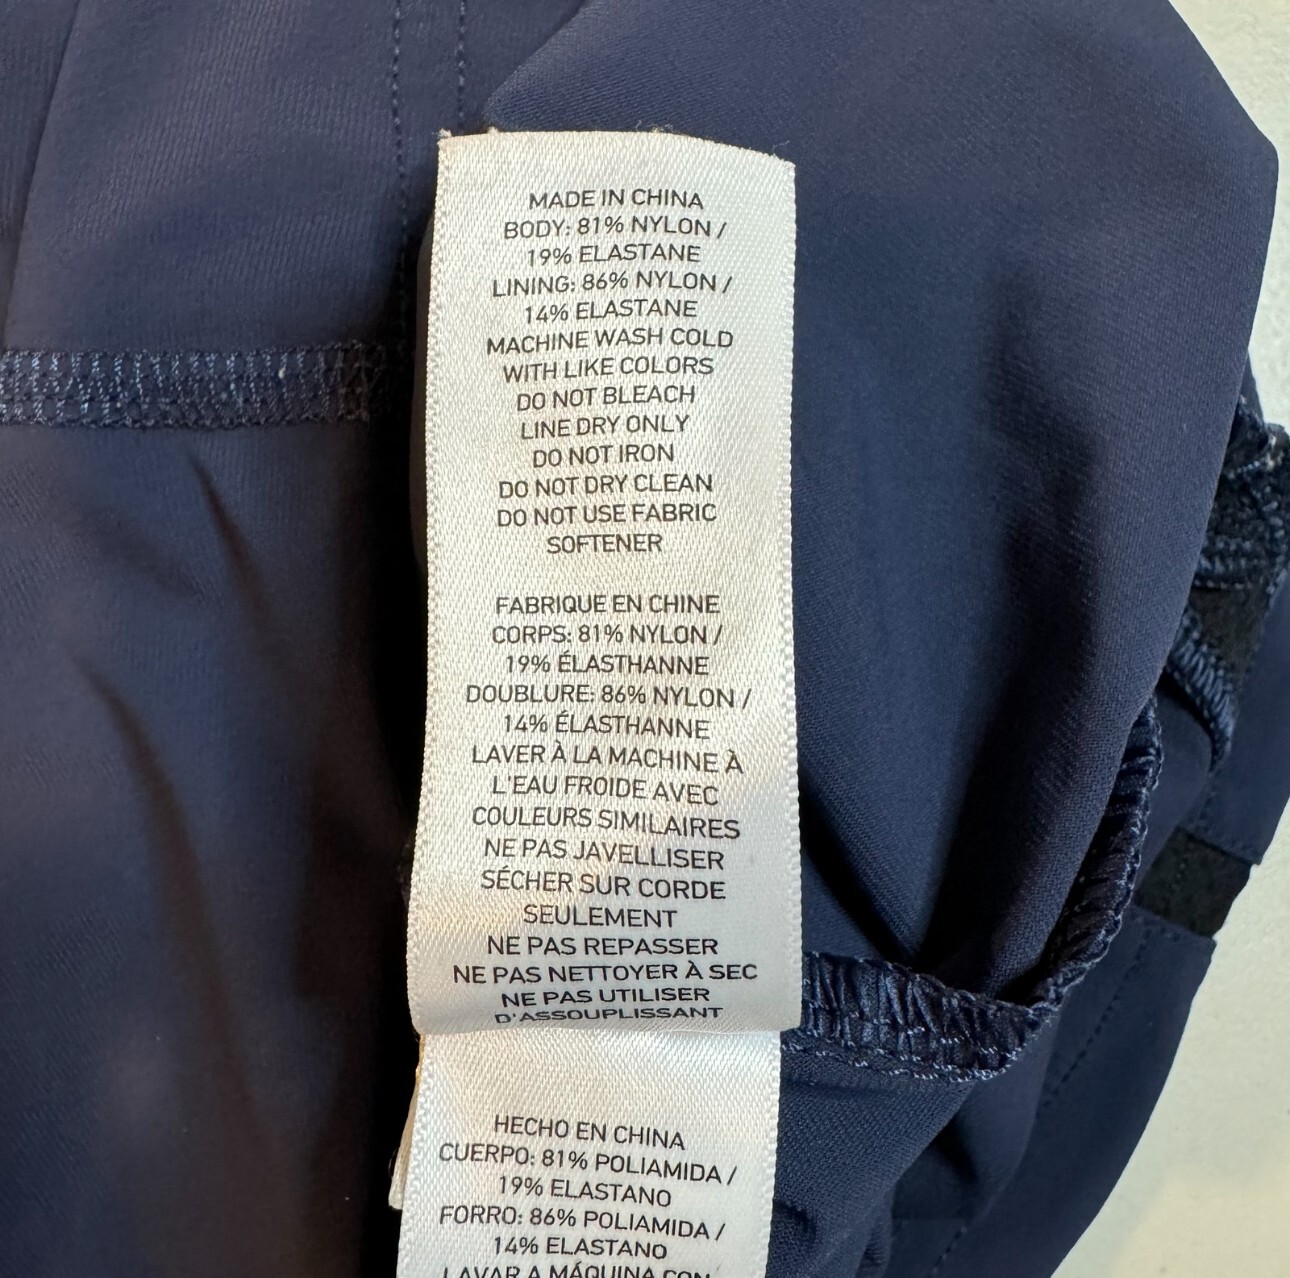 MADE IN CHINA
BODY: 81% NYLON /
19% ELASTANE
LINING: 86% NYLON /
14% ELASTANE
MACHINE WASH COLD
WITH LIKE COLORS
DO NOT BLEACH
LINE DRY ONLY
DO NOT IRON
DO NOT DRY CLEAN
DO NOT USE FABRIC
SOFTENER
FABRIQUE EN CHINE
CORPS: 81% NYLON /
19% ÉLASTHANNE
DOUBLURE: 86% NYLON /
14% ÉLASTHANNE
LAVER À LA MACHINE À
L'EAU FROIDE AVEC
COULEURS SIMILAIRES
NE PAS JAVELLISER
SÉCHER SUR CORDE
SEULEMENT
NE PAS REPASSER
NE PAS NETTOYER À SEC
NE PAS UTILISER
D'ASSOUPLISSANT
HECHO EN CHINA
CUERPO: 81% POLIAMIDA /
19% ELASTANO
FORRO: 86% POLIAMIDA /
14% ELASTANO
LAVAR A MÁQUINA CON